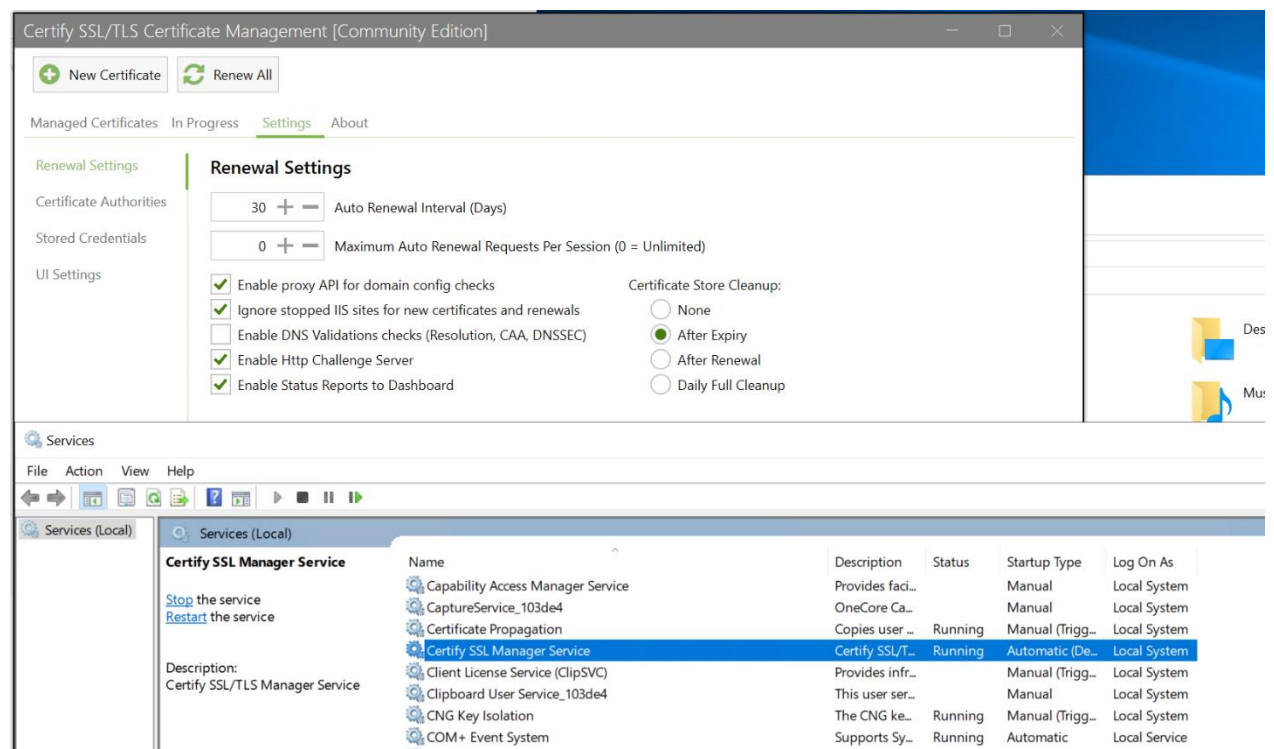 Certify SSL/TLS Certificate Management [Community Edition]
New Certificate
Renew All
Managed Certificates In Progress Settings About
Renewal Settings
Certificate Authorities
Stored Credentials
UI Settings
Renewal Settings
30 Auto Renewal Interval (Days)
0 Maximum Auto Renewal Requests Per Session (0 = Unlimited)
Enable proxy API for domain config checks
Ignore stopped IIS sites for new certificates and renewals
Enable DNS Validations checks (Resolution, CAA, DNSSEC)
Enable Http Challenge Server
Enable Status Reports to Dashboard
Certificate Store Cleanup:
None
After Expiry
After Renewal
Daily Full Cleanup
Des
Mus
Services
File Action View Help
Services (Local)
Services (Local)
Certify SSL Manager Service
Stop the service
Restart the service
Description:
Certify SSL/TLS Manager Service
Name Description Status Startup Type Log On As
Capability Access Manager Service Provides faci... Manual Local System
CaptureService_103de4 OneCore Ca... Manual Local System
Certificate Propagation Copies user ... Running Manual (Trigg... Local System
Certify SSL Manager Service Certify SSL/T... Running Automatic (De... Local System
Client License Service (ClipSVC) Provides infr... Manual (Trigg... Local System
Clipboard User Service_103de4 This user ser... Manual Local System
CNG Key Isolation The CNG ke... Running Manual (Trigg... Local System
COM+ Event System Supports Sy... Running Automatic Local Service